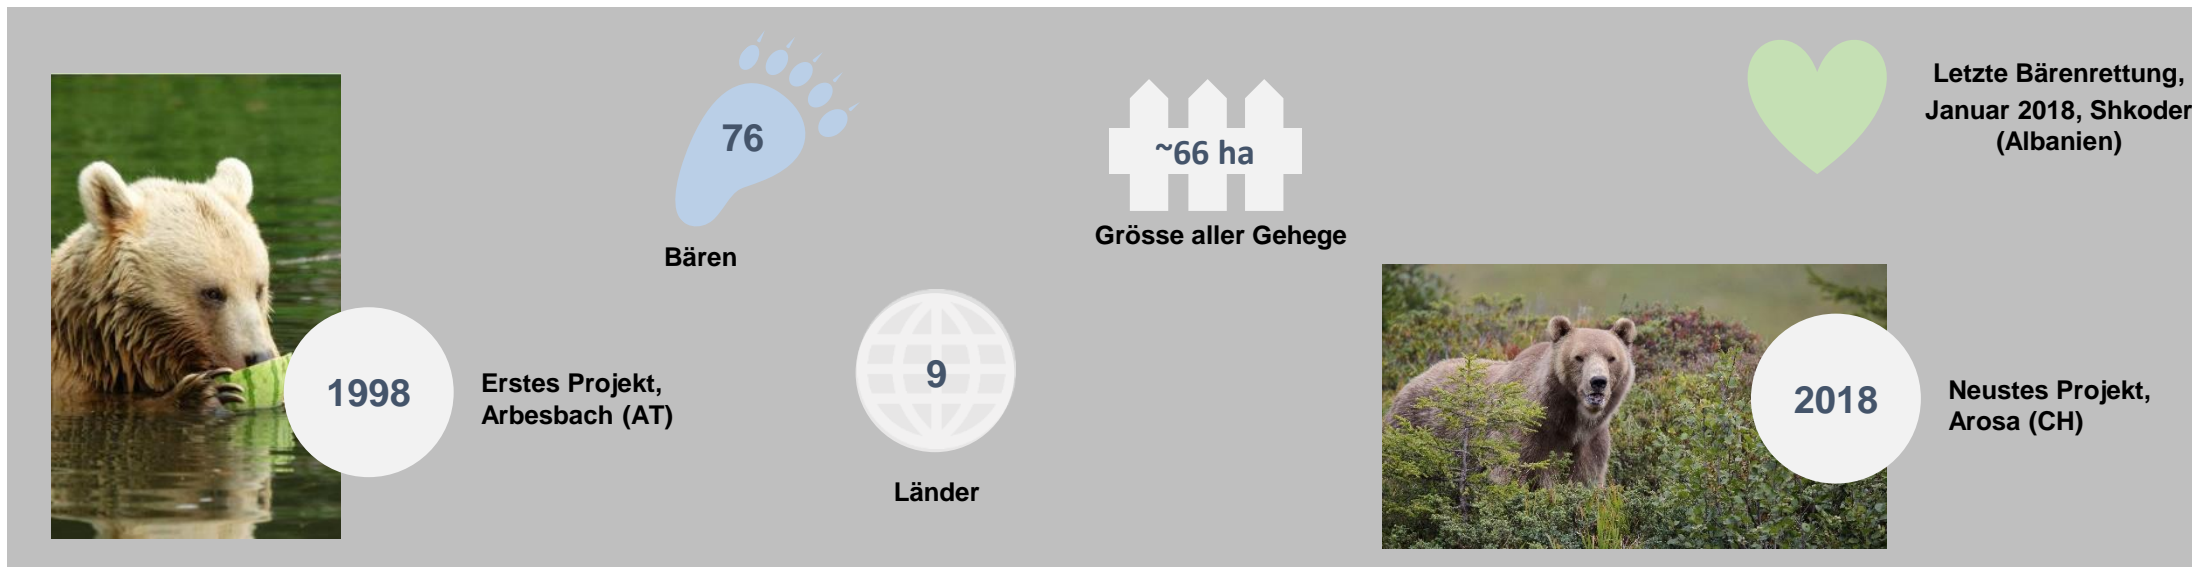 76
Bären
~66 ha
Grösse aller Gehege
Letzte Bärenrettung,
Januar 2018, Shkoder
(Albanien)
1998
Erstes Projekt,
Arbesbach (AT)
9
Länder
2018
Neustes Projekt,
Arosa (CH)